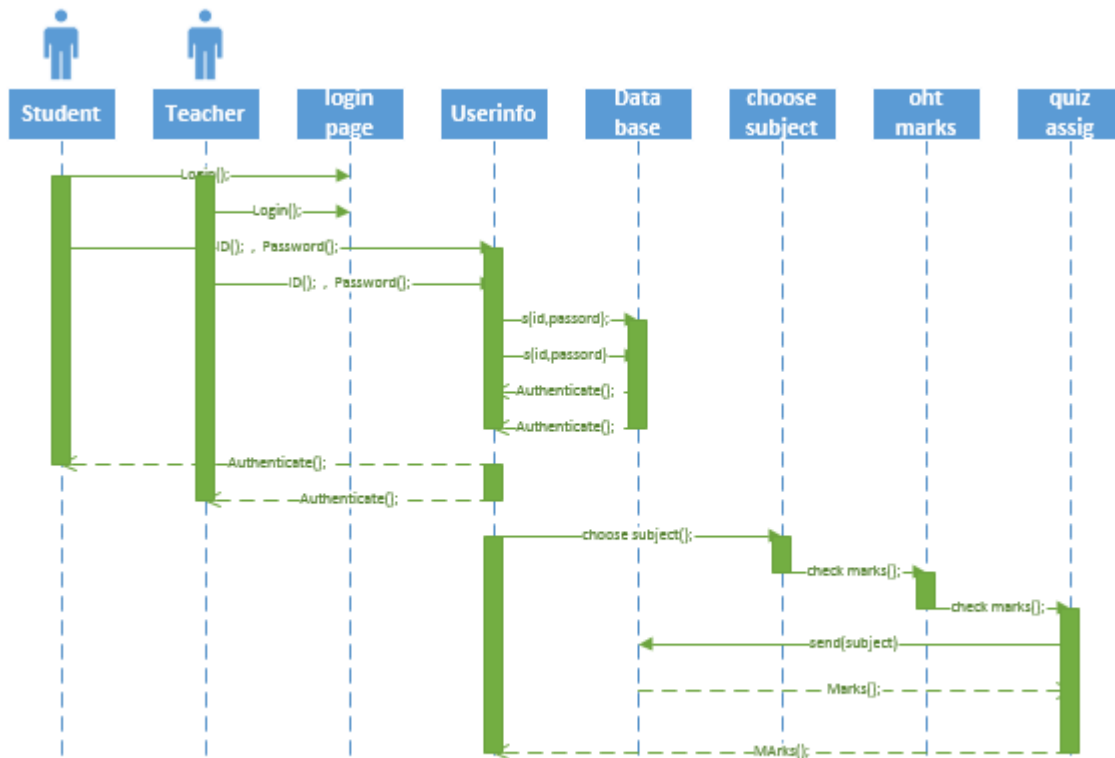 Student
Teacher
login
page
Userinfo
Data
base
choose
subject
oht
marks
quiz
assig
Login();
Login();
ID(); , Password();
ID(); , Password();
s(id,passord);
s(id,passord)
Authenticate();
Authenticate();
Authenticate();
Authenticate();
choose subject();
check marks();
check marks();
send(subject)
Marks();
MArks();